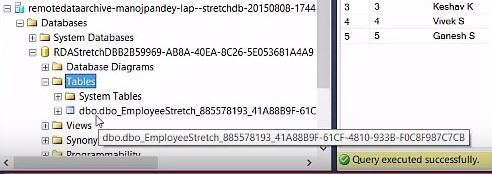 remotedataarchive-manojpandey-lap--stretchdb-20150808-1744
Databases
System Databases
RDAStretchDBB2B59969-AB8A-40EA-8C26-5E053681A4A9
Database Diagrams
Tables
System Tables
dbo.dbo_EmployeeStretch_885578193_41A88B9F-61C
Views
dbo.dbo_EmployeeStretch_885578193_41A88B9F-61CF-4810-933B-F0C8F987C7CB
Synony
Programmability
3 3 Keshav K
4 4 Vivek S
5 5 Ganesh S
Query executed successfully.